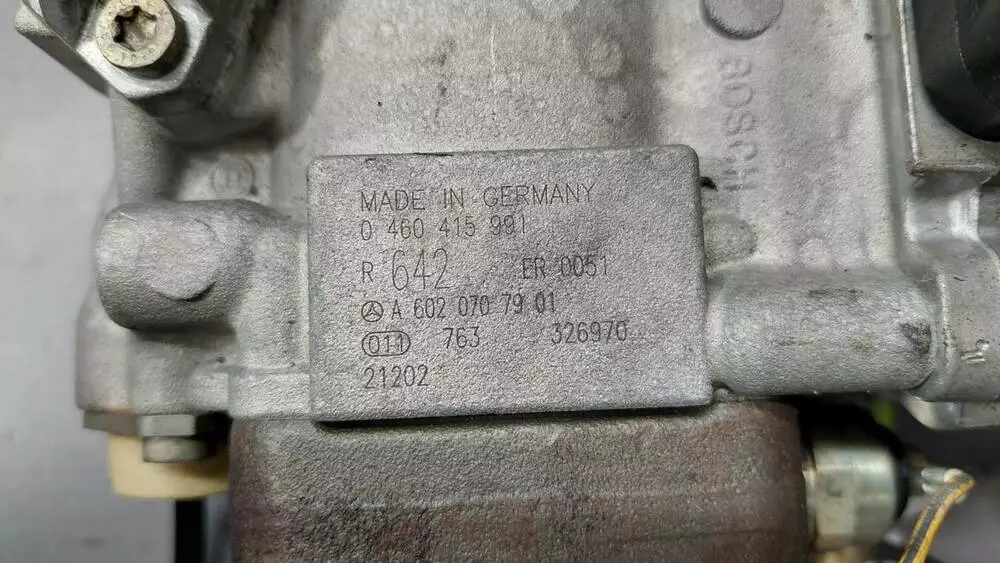 BOSCH
MADE IN GERMANY
0 460 415 991
R 642 ER 0051
A 602 070 79 01
011 763 326970
21202